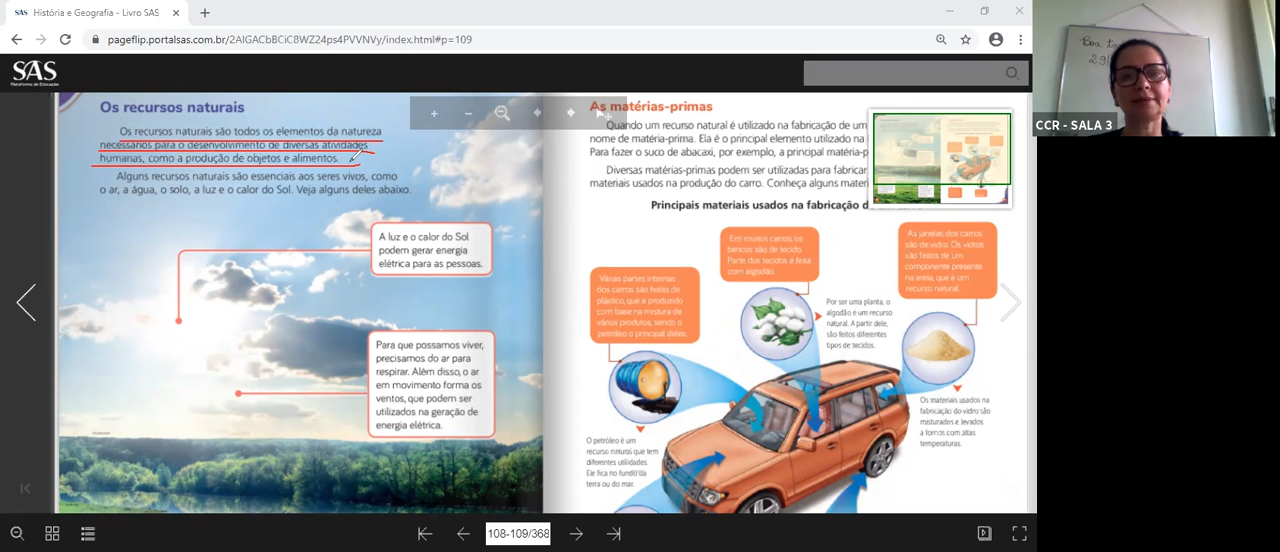 SAS História e Geografia - Livro SAS
pageflip.portalsas.com.br/2AIGACbBCiC8WZ24ps4PVVNVy/index.html#p=109
SAS
Plataforma de Educação
Os recursos naturais
Os recursos naturais são todos os elementos da natureza
necessários para o desenvolvimento de diversas atividades
humanas, como a produção de objetos e alimentos.
Alguns recursos naturais são essenciais aos seres vivos, como
o ar, a água, o solo, a luz e o calor do Sol. Veja alguns deles abaixo.
A luz e o calor do Sol
podem gerar energia
elétrica para as pessoas.
Para que possamos viver,
precisamos do ar para
respirar. Além disso, o ar
em movimento forma os
ventos, que podem ser
utilizados na geração de
energia elétrica.
As matérias-primas
Quando um recurso natural é utilizado na fabricação de um
nome de matéria-prima. Ela é o principal elemento utilizado na
Para fazer o suco de abacaxi, por exemplo, a principal matéria-p
Diversas matérias-primas podem ser utilizadas para fabricar
materiais usados na produção do carro. Conheça alguns mater
Principais materiais usados na fabricação d
Várias partes internas
dos carros são feitas de
plástico, que é produzido
com base na mistura de
vários produtos, sendo o
petróleo o principal deles.
O petróleo é um
recurso natural que tem
diferentes utilidades.
Ele fica no fundo da
terra ou do mar.
Em muitos carros, os
bancos são de tecido.
Parte dos tecidos é feita
com algodão.
Por ser uma planta, o
algodão é um recurso
natural. A partir dele,
são feitos diferentes
tipos de tecidos.
As janelas dos carros
são de vidro. Os vidros
são feitos de um
componente presente
na areia, que é um
recurso natural.
Os materiais usados na
fabricação do vidro são
misturados e levados
a fornos com altas
temperaturas.
108-109/368
Boa
29/
CCR - SALA 3